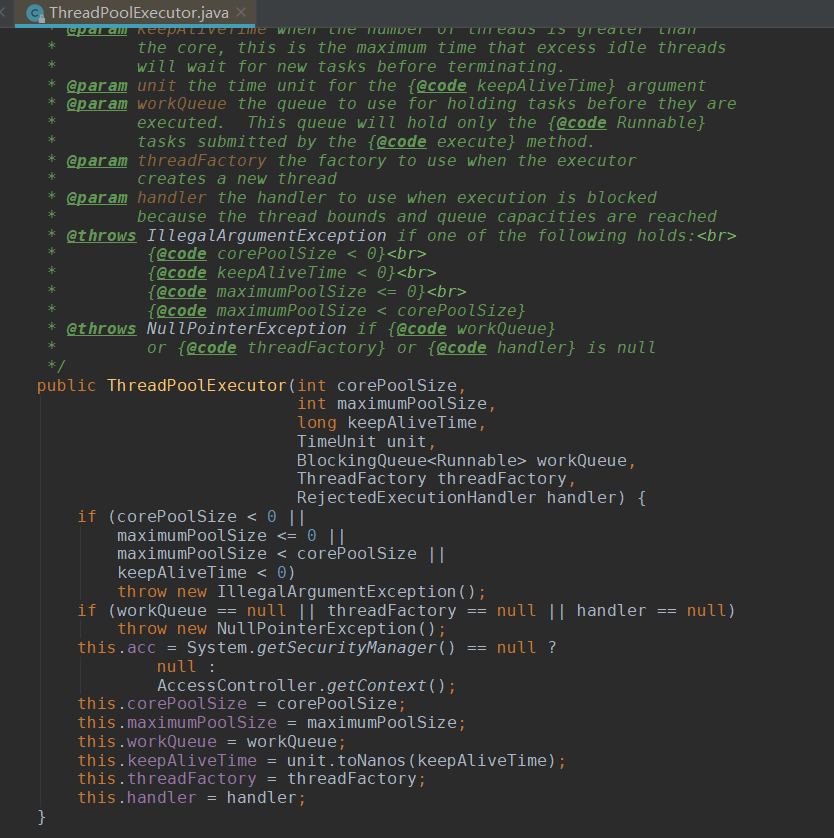 ThreadPoolExecutor.java
* @param keepAliveTime when the number of threads is greater than
*        the core, this is the maximum time that excess idle threads
*        will wait for new tasks before terminating.
* @param unit the time unit for the {@code keepAliveTime} argument
* @param workQueue the queue to use for holding tasks before they are
*        executed.  This queue will hold only the {@code Runnable}
*        tasks submitted by the {@code execute} method.
* @param threadFactory the factory to use when the executor
*        creates a new thread
* @param handler the handler to use when execution is blocked
*        because the thread bounds and queue capacities are reached
* @throws IllegalArgumentException if one of the following holds:<br>
*         {@code corePoolSize < 0}<br>
*         {@code keepAliveTime < 0}<br>
*         {@code maximumPoolSize <= 0}<br>
*         {@code maximumPoolSize < corePoolSize}
* @throws NullPointerException if {@code workQueue}
*         or {@code threadFactory} or {@code handler} is null
*/
public ThreadPoolExecutor(int corePoolSize,
                          int maximumPoolSize,
                          long keepAliveTime,
                          TimeUnit unit,
                          BlockingQueue<Runnable> workQueue,
                          ThreadFactory threadFactory,
                          RejectedExecutionHandler handler) {
    if (corePoolSize < 0 ||
        maximumPoolSize <= 0 ||
        maximumPoolSize < corePoolSize ||
        keepAliveTime < 0)
        throw new IllegalArgumentException();
    if (workQueue == null || threadFactory == null || handler == null)
        throw new NullPointerException();
    this.acc = System.getSecurityManager() == null ?
            null :
            AccessController.getContext();
    this.corePoolSize = corePoolSize;
    this.maximumPoolSize = maximumPoolSize;
    this.workQueue = workQueue;
    this.keepAliveTime = unit.toNanos(keepAliveTime);
    this.threadFactory = threadFactory;
    this.handler = handler;
}